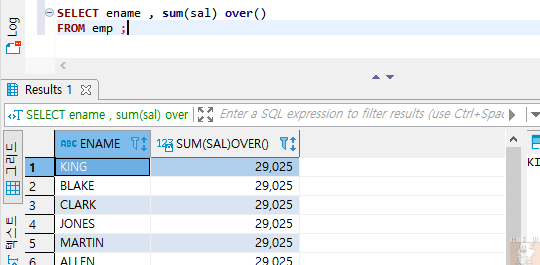 Log
SELECT ename , sum(sal) over()
FROM emp ;
Results 1
SELECT ename , sum(sal) over
Enter a SQL expression to filter results (use Ctrl+Spac
그리드
텍스트
ABC ENAME
123 SUM(SAL)OVER()
1 KING 29,025
2 BLAKE 29,025
3 CLARK 29,025
4 JONES 29,025
5 MARTIN 29,025
6 ALLEN 29,025
KI